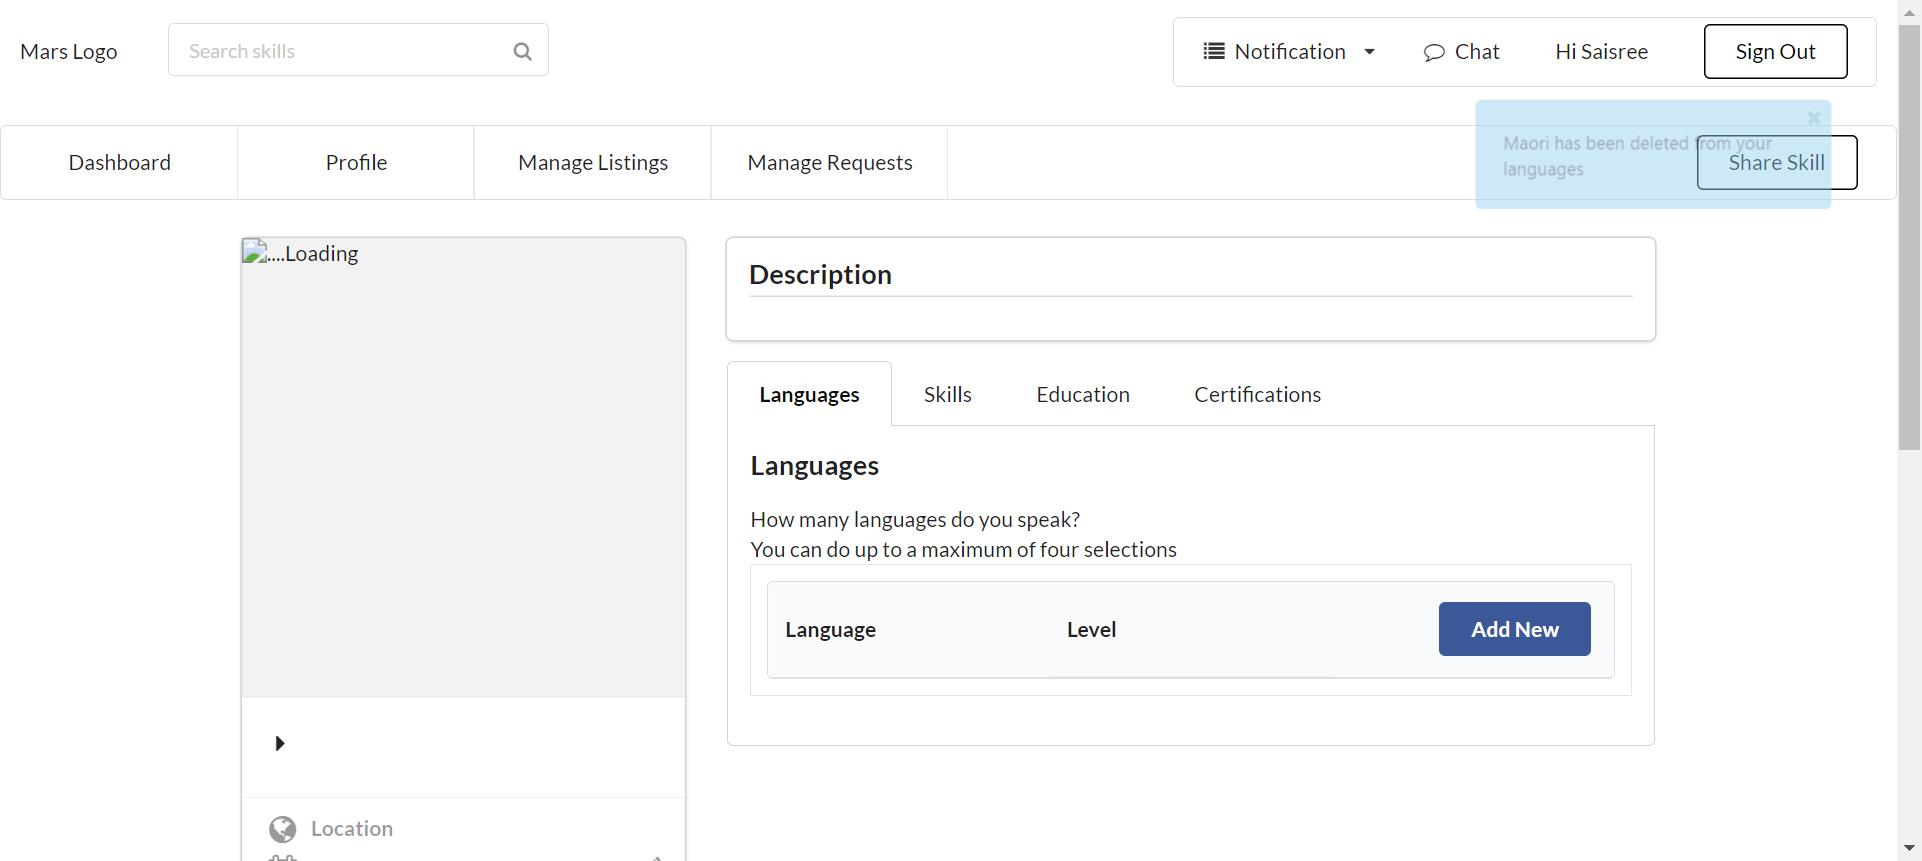 Mars Logo
Search skills
Notification
Chat
Hi Saisree
Sign Out
Maori has been deleted from your
languages
Dashboard
Profile
Manage Listings
Manage Requests
Share Skill
....Loading
Description
Languages
Skills
Education
Certifications
Languages
How many languages do you speak?
You can do up to a maximum of four selections
Language
Level
Add New
Location